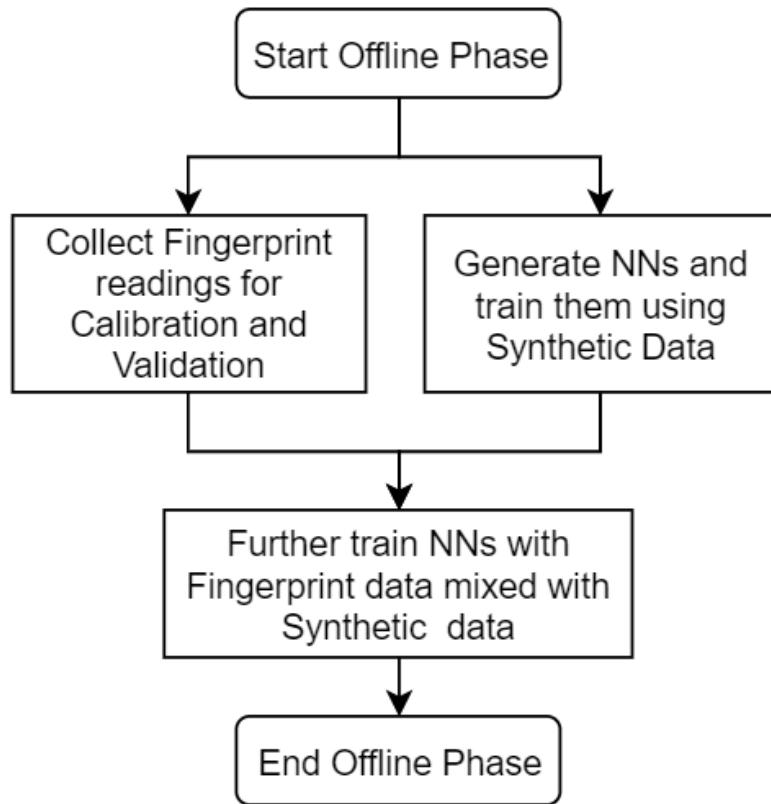 Start Offline Phase
Collect Fingerprint
readings for
Calibration and
Validation
Generate NNs and
train them using
Synthetic Data
Further train NNs with
Fingerprint data mixed with
Synthetic data
End Offline Phase